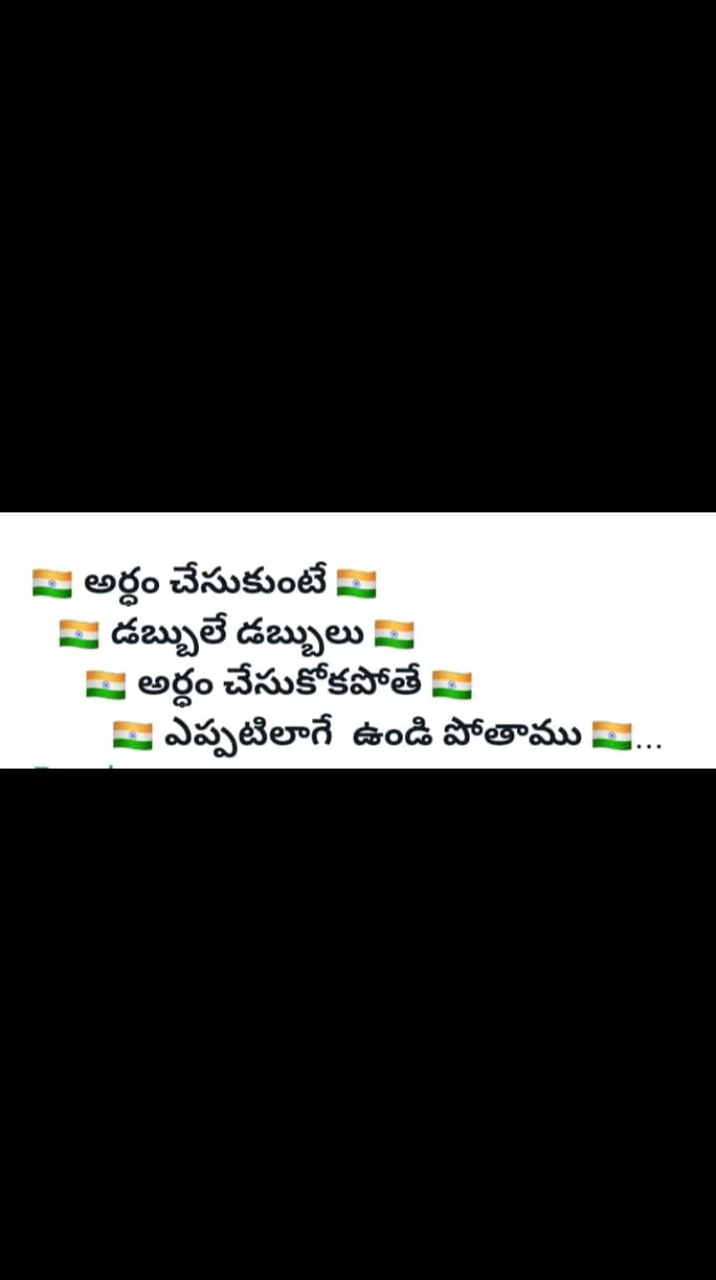 🇮🇳 అర్ధం చేసుకుంటే 🇮🇳
🇮🇳 డబ్బులే డబ్బులు 🇮🇳
🇮🇳 అర్ధం చేసుకోకపోతే 🇮🇳
🇮🇳 ఎప్పటిలాగే ఉండి పోతాము 🇮🇳...